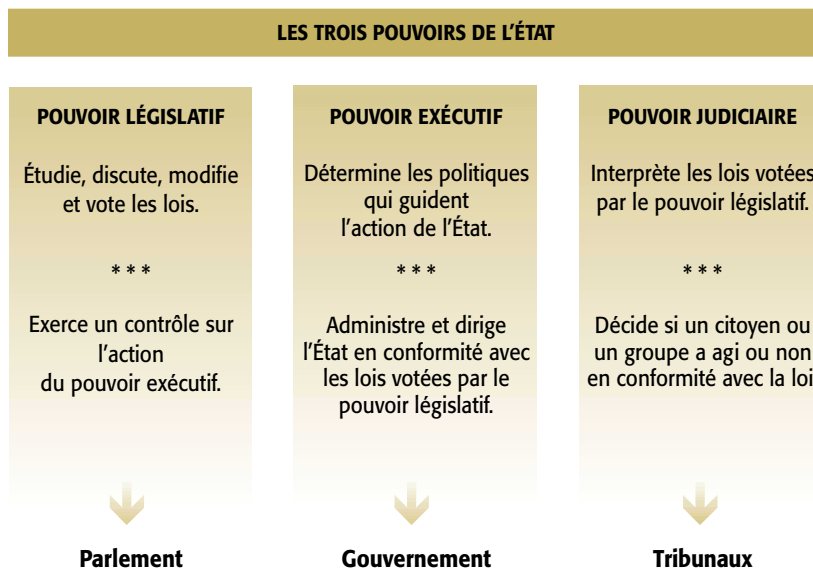 LES TROIS POUVOIRS DE L'ÉTAT
POUVOIR LÉGISLATIF
Étudie, discute, modifie
et vote les lois.
* * *
Exerce un contrôle sur
l'action
du pouvoir exécutif.
Parlement
POUVOIR EXÉCUTIF
Détermine les politiques
qui guident
l'action de l'État.
* * *
Administre et dirige
l'État en conformité avec
les lois votées par le
pouvoir législatif.
Gouvernement
POUVOIR JUDICIAIRE
Interprète les lois votées
par le pouvoir législatif.
* * *
Décide si un citoyen ou
un groupe a agi ou non
en conformité avec la loi
Tribunaux